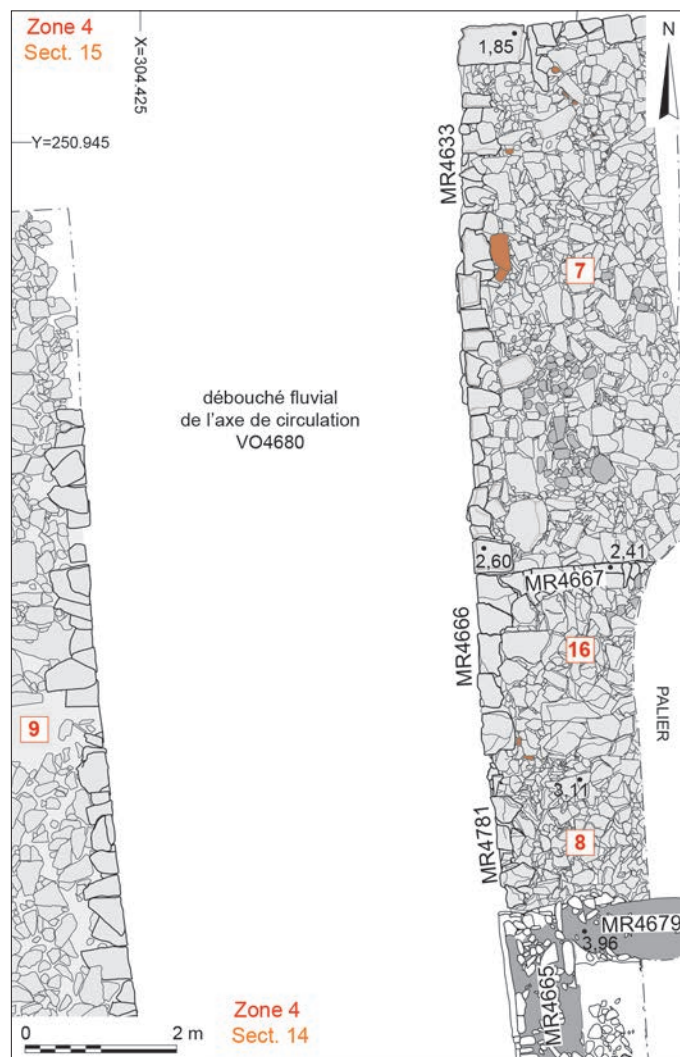 Zone 4
Sect. 15
X=304.425
Y=250.945
1,85
N
MR4633
7
débouché fluvial
de l'axe de circulation
VO4680
2,60
2,41
MR4667
MR4666
16
PALIER
9
3,11
MR4781
8
MR4679
3,96
MR4665
Zone 4
Sect. 14
0
2 m